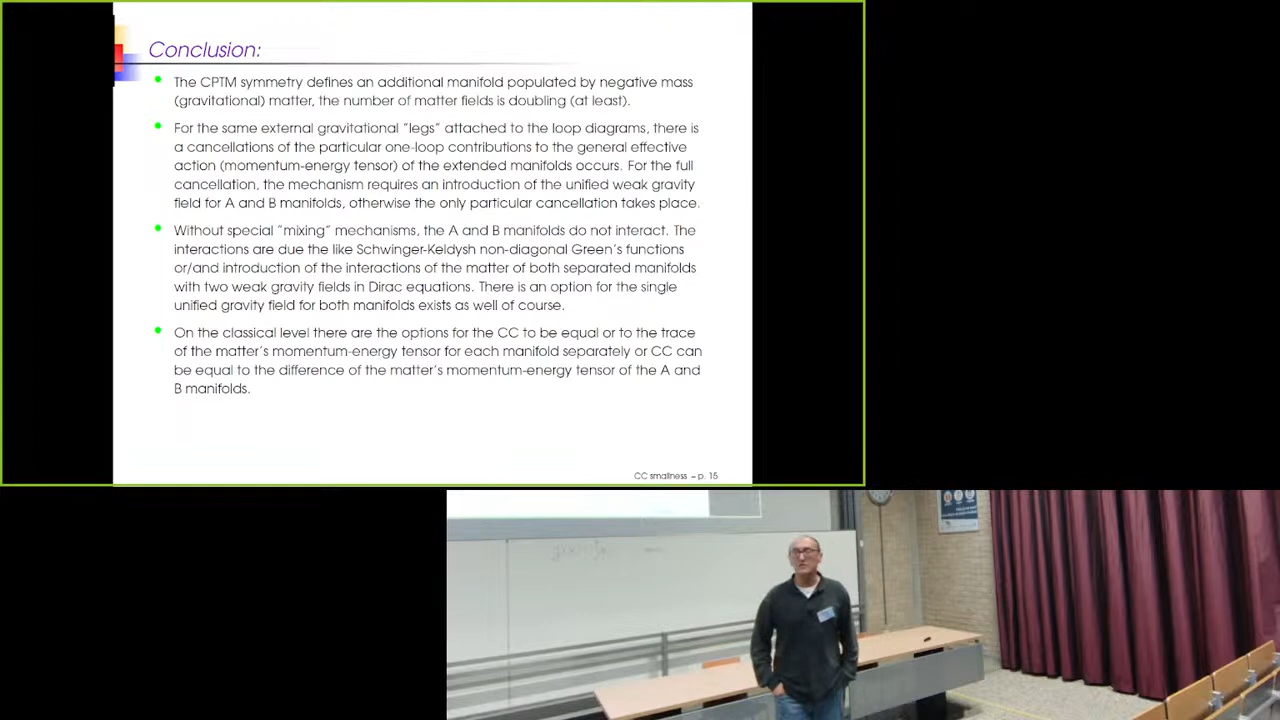 Conclusion:
The CPTM symmetry defines an additional manifold populated by negative mass
(gravitational) matter, the number of matter fields is doubling (at least).
For the same external gravitational "legs" attached to the loop diagrams, there is
a cancellations of the particular one-loop contributions to the general effective
action (momentum-energy tensor) of the extended manifolds occurs. For the full
cancellation, the mechanism requires an introduction of the unified weak gravity
field for A and B manifolds, otherwise the only particular cancellation takes place.
Without special "mixing" mechanisms, the A and B manifolds do not interact. The
interactions are due the like Schwinger-Keldysh non-diagonal Green's functions
or/and introduction of the interactions of the matter of both separated manifolds
with two weak gravity fields in Dirac equations. There is an option for the single
unified gravity field for both manifolds exists as well of course.
On the classical level there are the options for the CC to be equal or to the trace
of the matter's momentum-energy tensor for each manifold separately or CC can
be equal to the difference of the matter's momentum-energy tensor of the A and
B manifolds.
CC smallness – p. 15